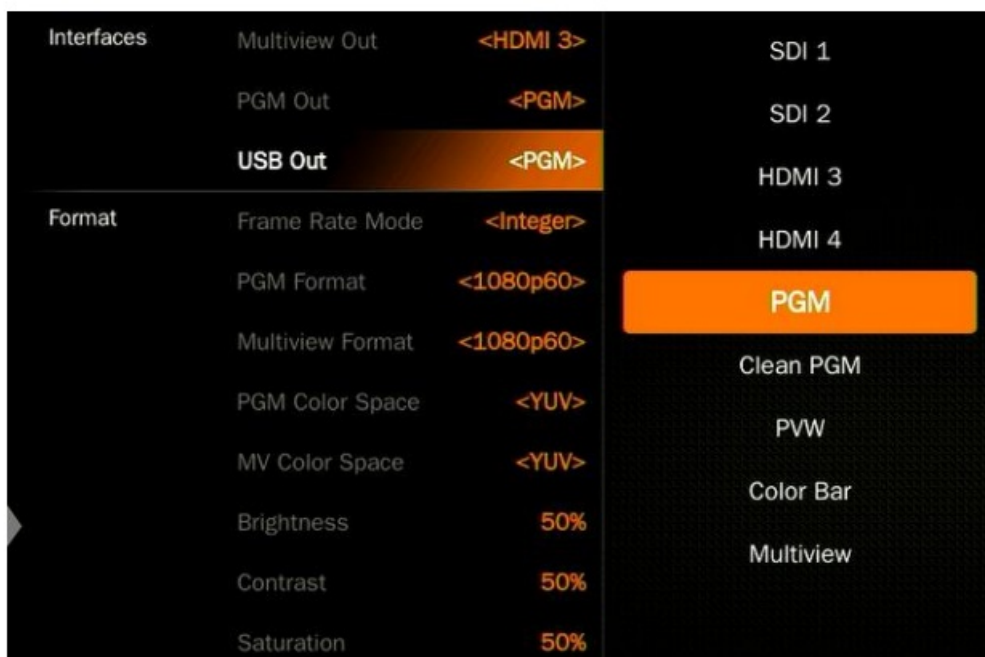 Interfaces
Multiview Out <HDMI 3>
PGM Out <PGM>
USB Out <PGM>
Format
Frame Rate Mode <Integer>
PGM Format <1080p60>
Multiview Format <1080p60>
PGM Color Space <YUV>
MV Color Space <YUV>
Brightness 50%
Contrast 50%
Saturation 50%
SDI 1
SDI 2
HDMI 3
HDMI 4
PGM
Clean PGM
PVW
Color Bar
Multiview